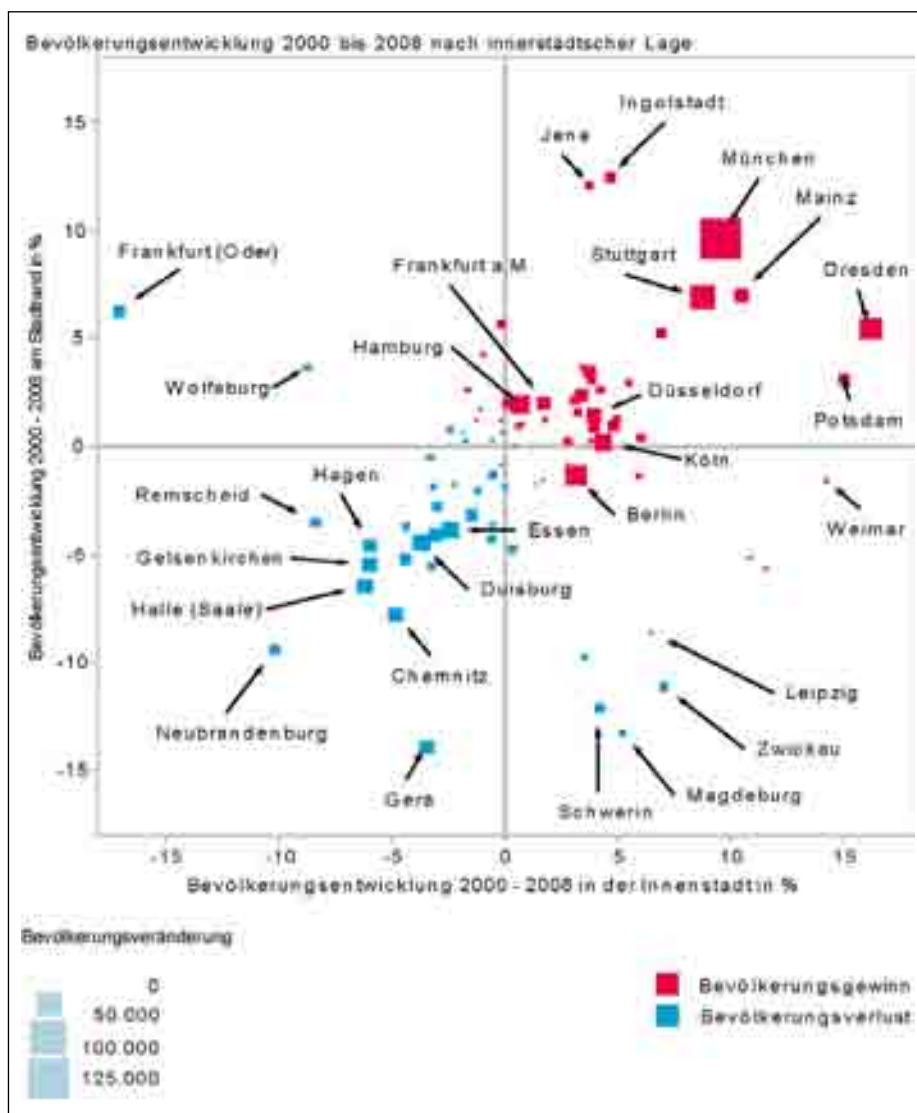 Bevölkerungsentwicklung 2000 bis 2008 nach innerstädtscher Lage
Bevölkerungsentwicklung 2000 - 2008 am Stadtrand in %
15
10
5
0
-5
-10
-15
Ingolstadt
Jena
München
Mainz
Frankfurt (Oder)
Frankfurt a.M.
Stuttgart
Dresden
Hamburg
Wolfsburg
Düsseldorf
Potsdam
Köln
Hagen
Remscheid
Berlin
Weimar
Essen
Gelsenkirchen
Duisburg
Halle (Saale)
Chemnitz
Leipzig
Neubrandenburg
Zwickau
Gera
Magdeburg
Schwerin
-15 -10 -5 0 5 10 15
Bevölkerungsentwicklung 2000 - 2008 in der Innenstadt in %
Bevölkerungsveränderung
0
50.000
100.000
125.000
Bevölkerungsgewinn
Bevölkerungsverlust